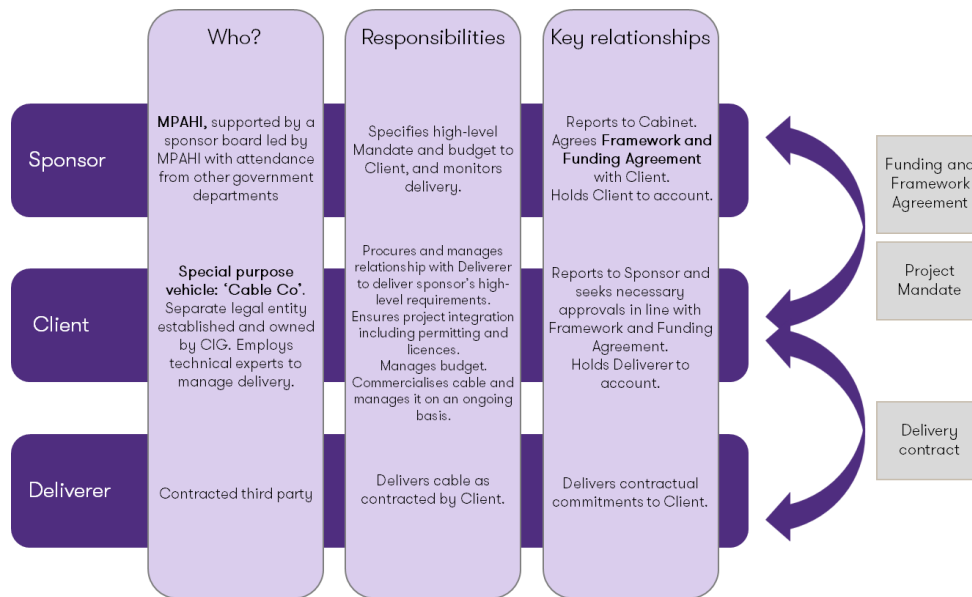 Who?
Responsibilities
Key relationships
Sponsor
MPAHI, supported by a
sponsor board led by
MPAHI with attendance
from other government
departments
Specifies high-level
Mandate and budget to
Client, and monitors
delivery.
Reports to Cabinet.
Agrees Framework and
Funding Agreement
with Client.
Holds Client to account.
Funding and
Framework
Agreement
Project
Mandate
Client
Special purpose
vehicle: ‘Cable Co’.
Separate legal entity
established and owned
by CIG. Employs
technical experts to
manage delivery.
Procures and manages
relationship with Deliverer
to deliver sponsor’s high-
level requirements.
Ensures project integration
including permitting and
licences.
Manages budget.
Commercialises cable and
manages it on an ongoing
basis.
Reports to Sponsor and
seeks necessary
approvals in line with
Framework and Funding
Agreement.
Holds Deliverer to
account.
Delivery
contract
Deliverer
Contracted third party
Delivers cable as
contracted by Client.
Delivers contractual
commitments to Client.